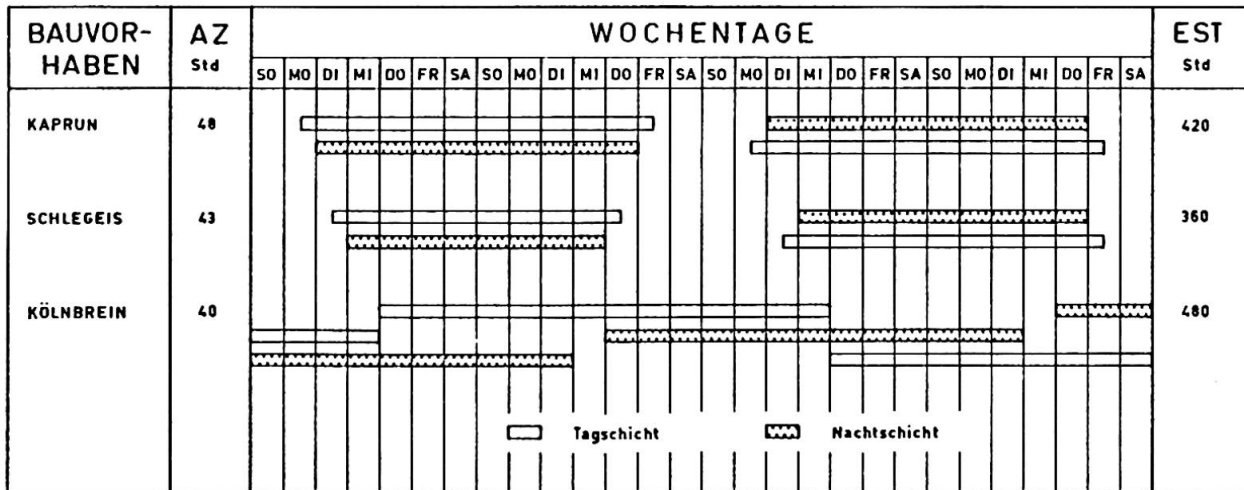 BAUVOR-
HABEN
AZ
Std
WOCHENTAGE
EST
Std
SO MO DI MI DO FR SA SO MO DI MI DO FR SA SO MO DI MI DO FR SA SO MO DI MI DO FR SA
KAPRUN 48 420
SCHLEGEIS 43 360
KÖLNBREIN 40 480
Tagschicht Nachtschicht